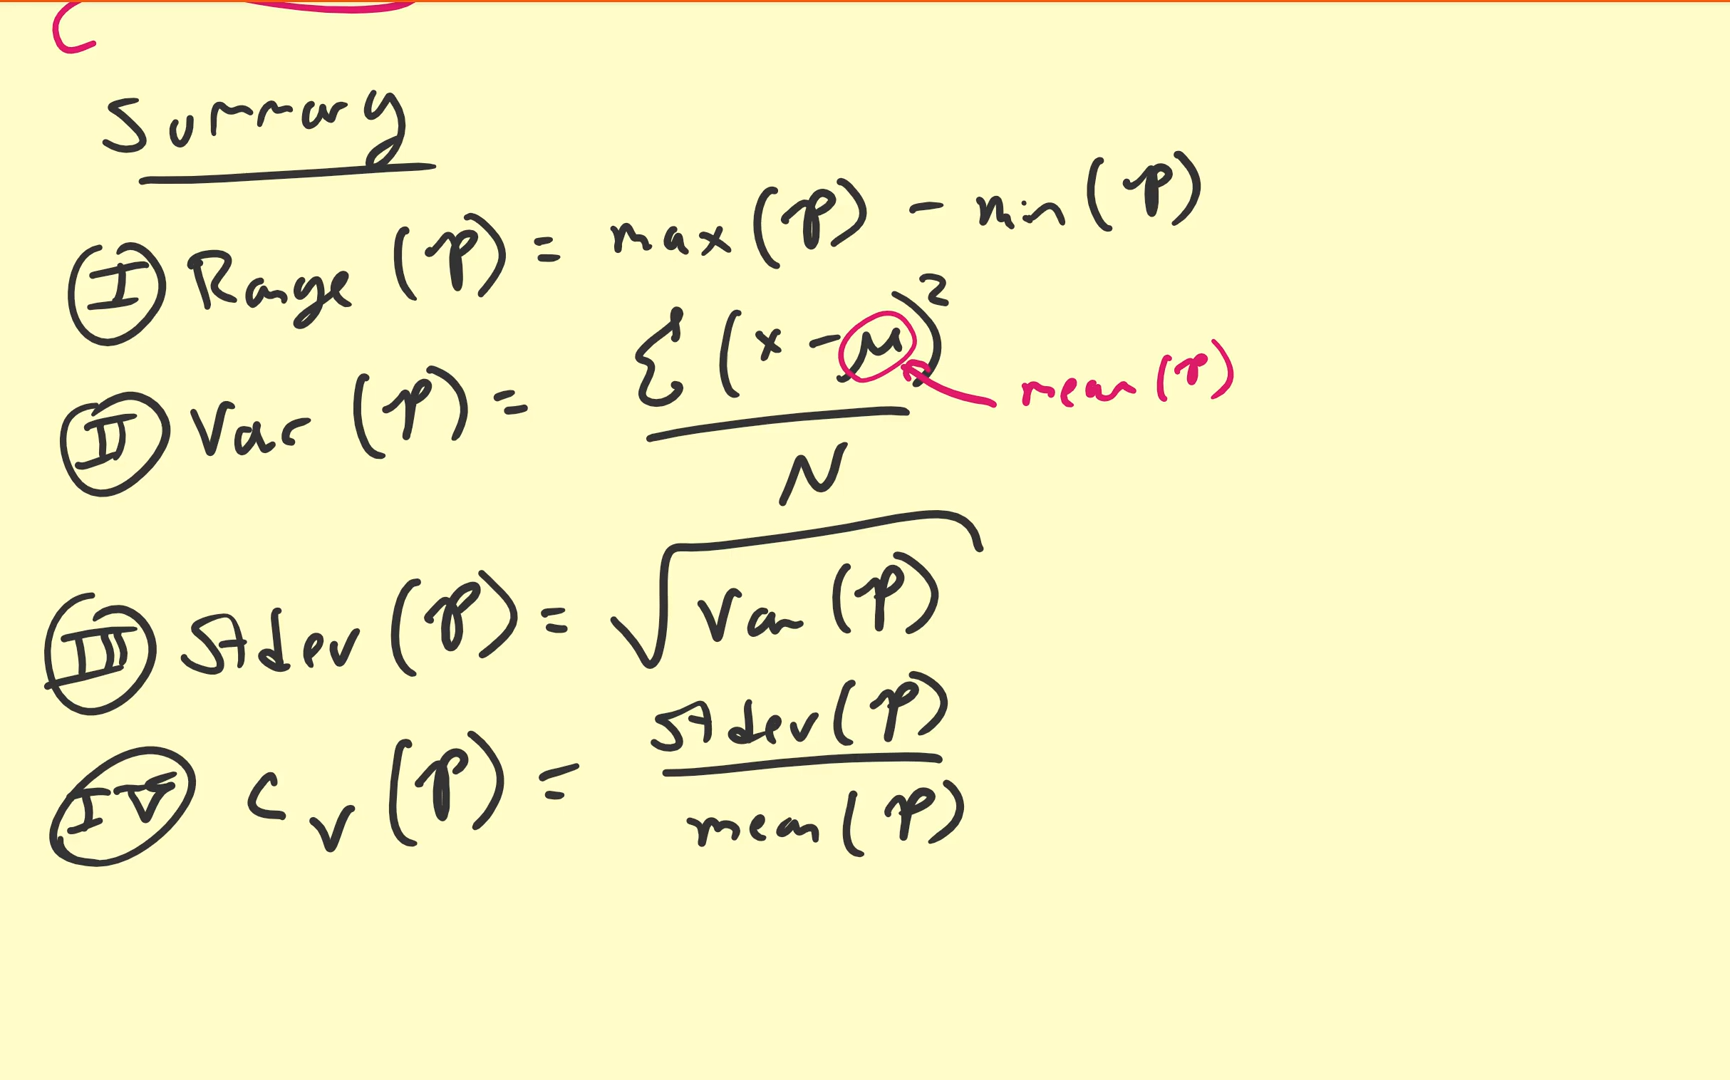 Summary
I Range (p) = max (p) - min (p)
II Var (p) = Σ (x - μ)² / N
mean (p)
III Stdev (p) = √Var (p)
IV Cv (p) = stdev (p) / mean (p)